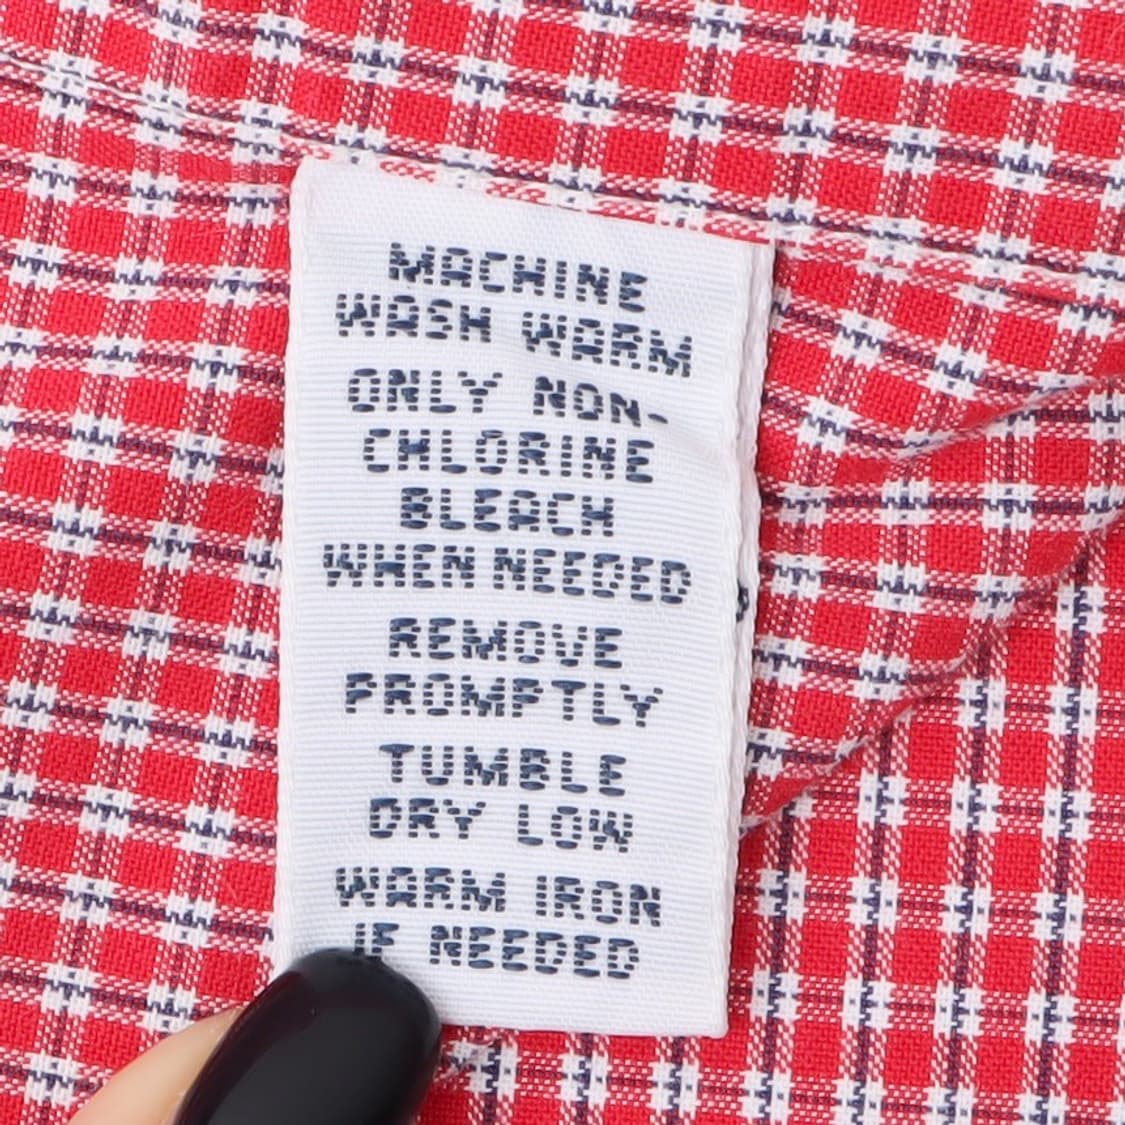 MACHINE
WASH WARM
ONLY NON-
CHLORINE
BLEACH
WHEN NEEDED
REMOVE
PROMPTLY
TUMBLE
DRY LOW
WARM IRON
IF NEEDED